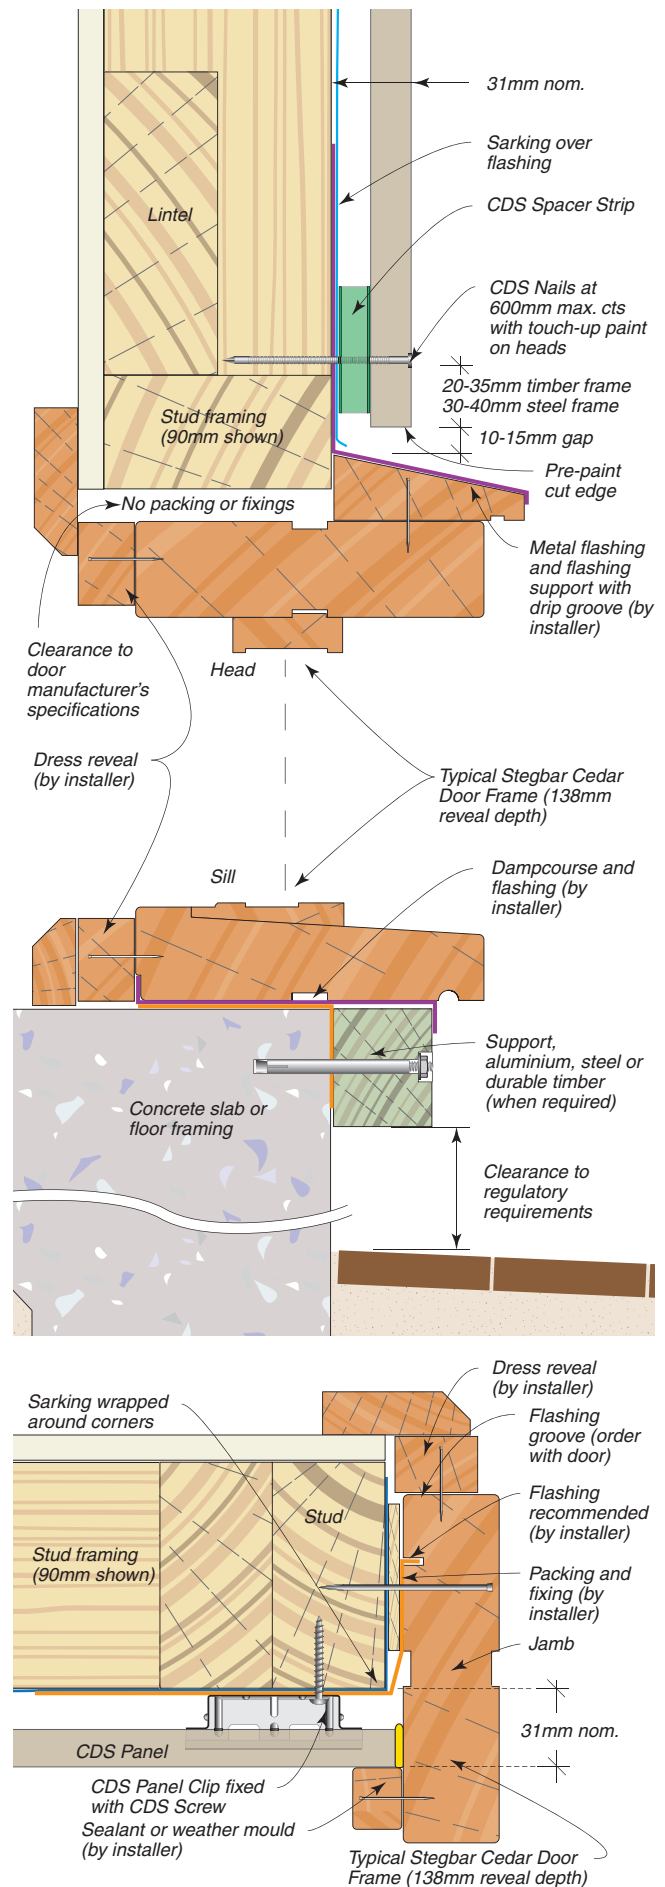 31mm nom.
Sarking over
flashing
CDS Spacer Strip
Lintel
CDS Nails at
600mm max. cts
with touch-up paint
on heads
20-35mm timber frame
30-40mm steel frame
Stud framing
(90mm shown)
10-15mm gap
Pre-paint
cut edge
No packing or fixings
Metal flashing
and flashing
support with
drip groove (by
installer)
Clearance to
door
manufacturer's
specifications
Head
Dress reveal
(by installer)
Typical Stegbar Cedar
Door Frame (138mm
reveal depth)
Sill
Dampcourse and
flashing (by
installer)
Support,
aluminium, steel or
durable timber
(when required)
Concrete slab or
floor framing
Clearance to
regulatory
requirements
Dress reveal
(by installer)
Sarking wrapped
around corners
Flashing
groove (order
with door)
Flashing
recommended
(by installer)
Stud
Stud framing
(90mm shown)
Packing and
fixing (by
installer)
Jamb
31mm nom.
CDS Panel
CDS Panel Clip fixed
with CDS Screw
Sealant or weather mould
(by installer)
Typical Stegbar Cedar Door
Frame (138mm reveal depth)